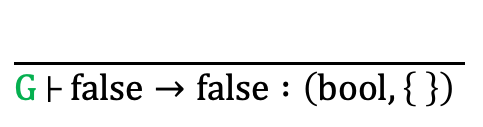 G ⊢ false → false : (bool, { })